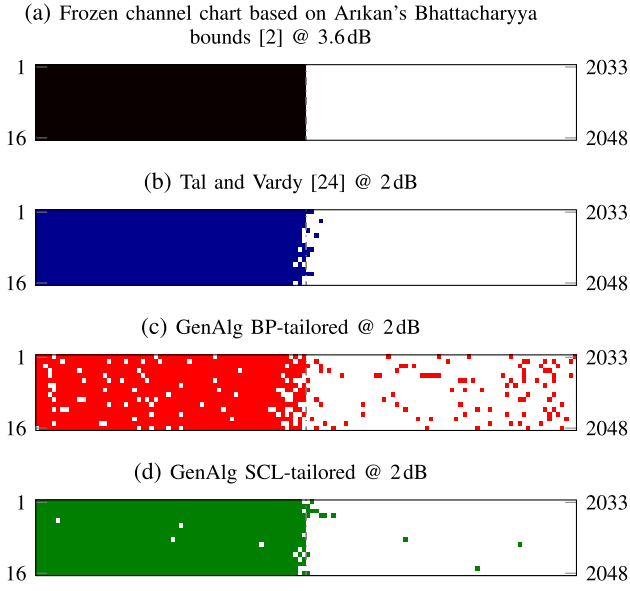 (a) Frozen channel chart based on Arıkan's Bhattacharyya
bounds [2] @ 3.6 dB
1 2033
16 2048
(b) Tal and Vardy [24] @ 2 dB
1 2033
16 2048
(c) GenAlg BP-tailored @ 2 dB
1 2033
16 2048
(d) GenAlg SCL-tailored @ 2 dB
1 2033
16 2048